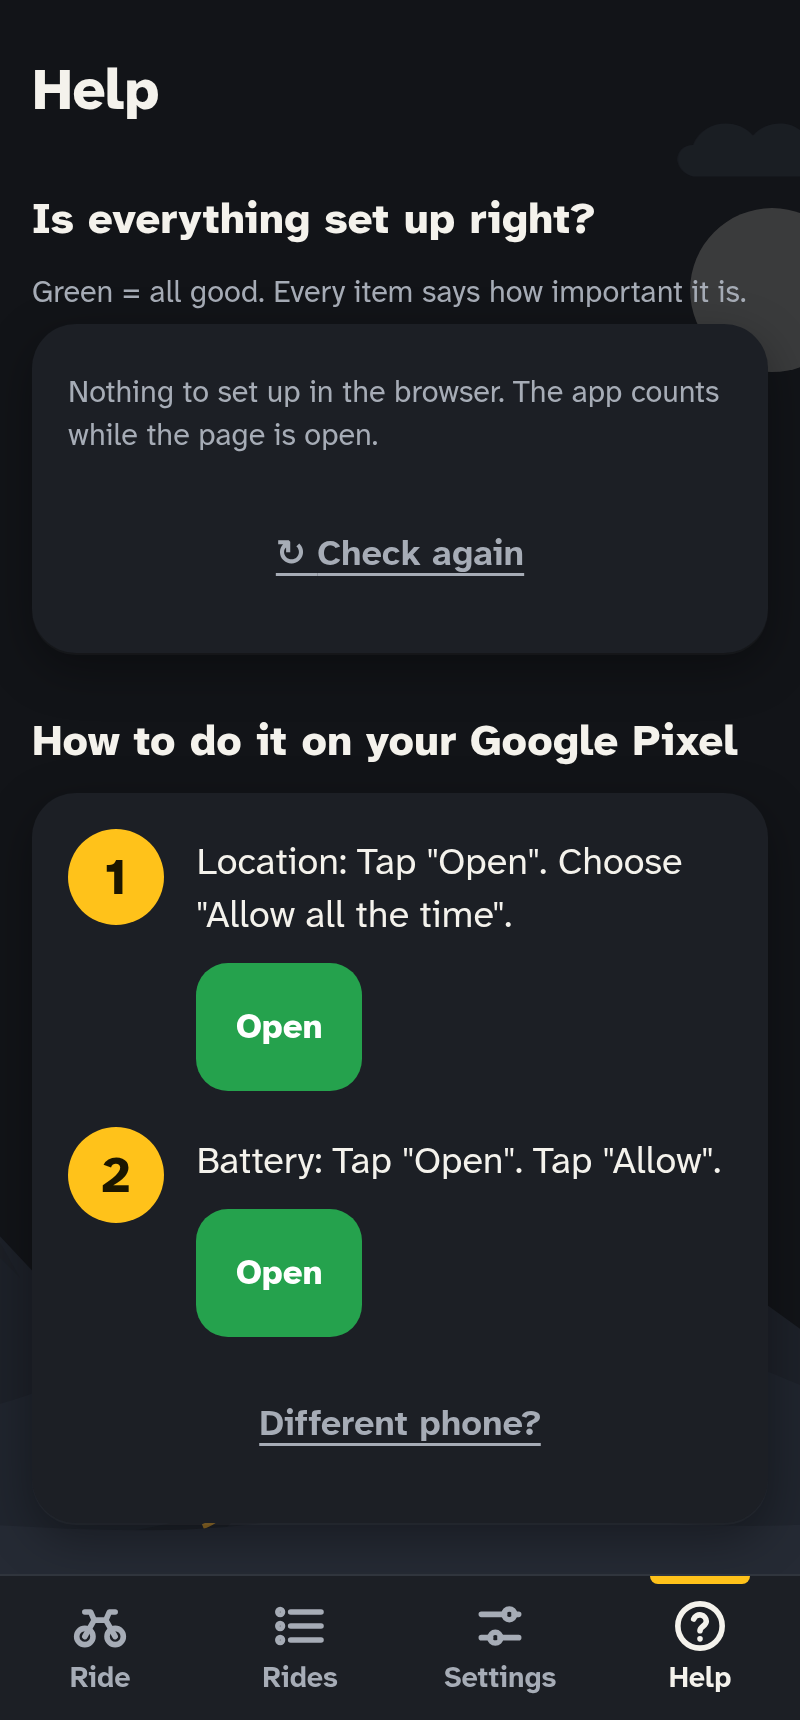 Help
Is everything set up right?
Green = all good. Every item says how important it is.
Nothing to set up in the browser. The app counts
while the page is open.
↻ Check again
How to do it on your Google Pixel
1
Location: Tap "Open". Choose
"Allow all the time".
Open
2
Battery: Tap "Open". Tap "Allow".
Open
Different phone?
Ride
Rides
Settings
Help